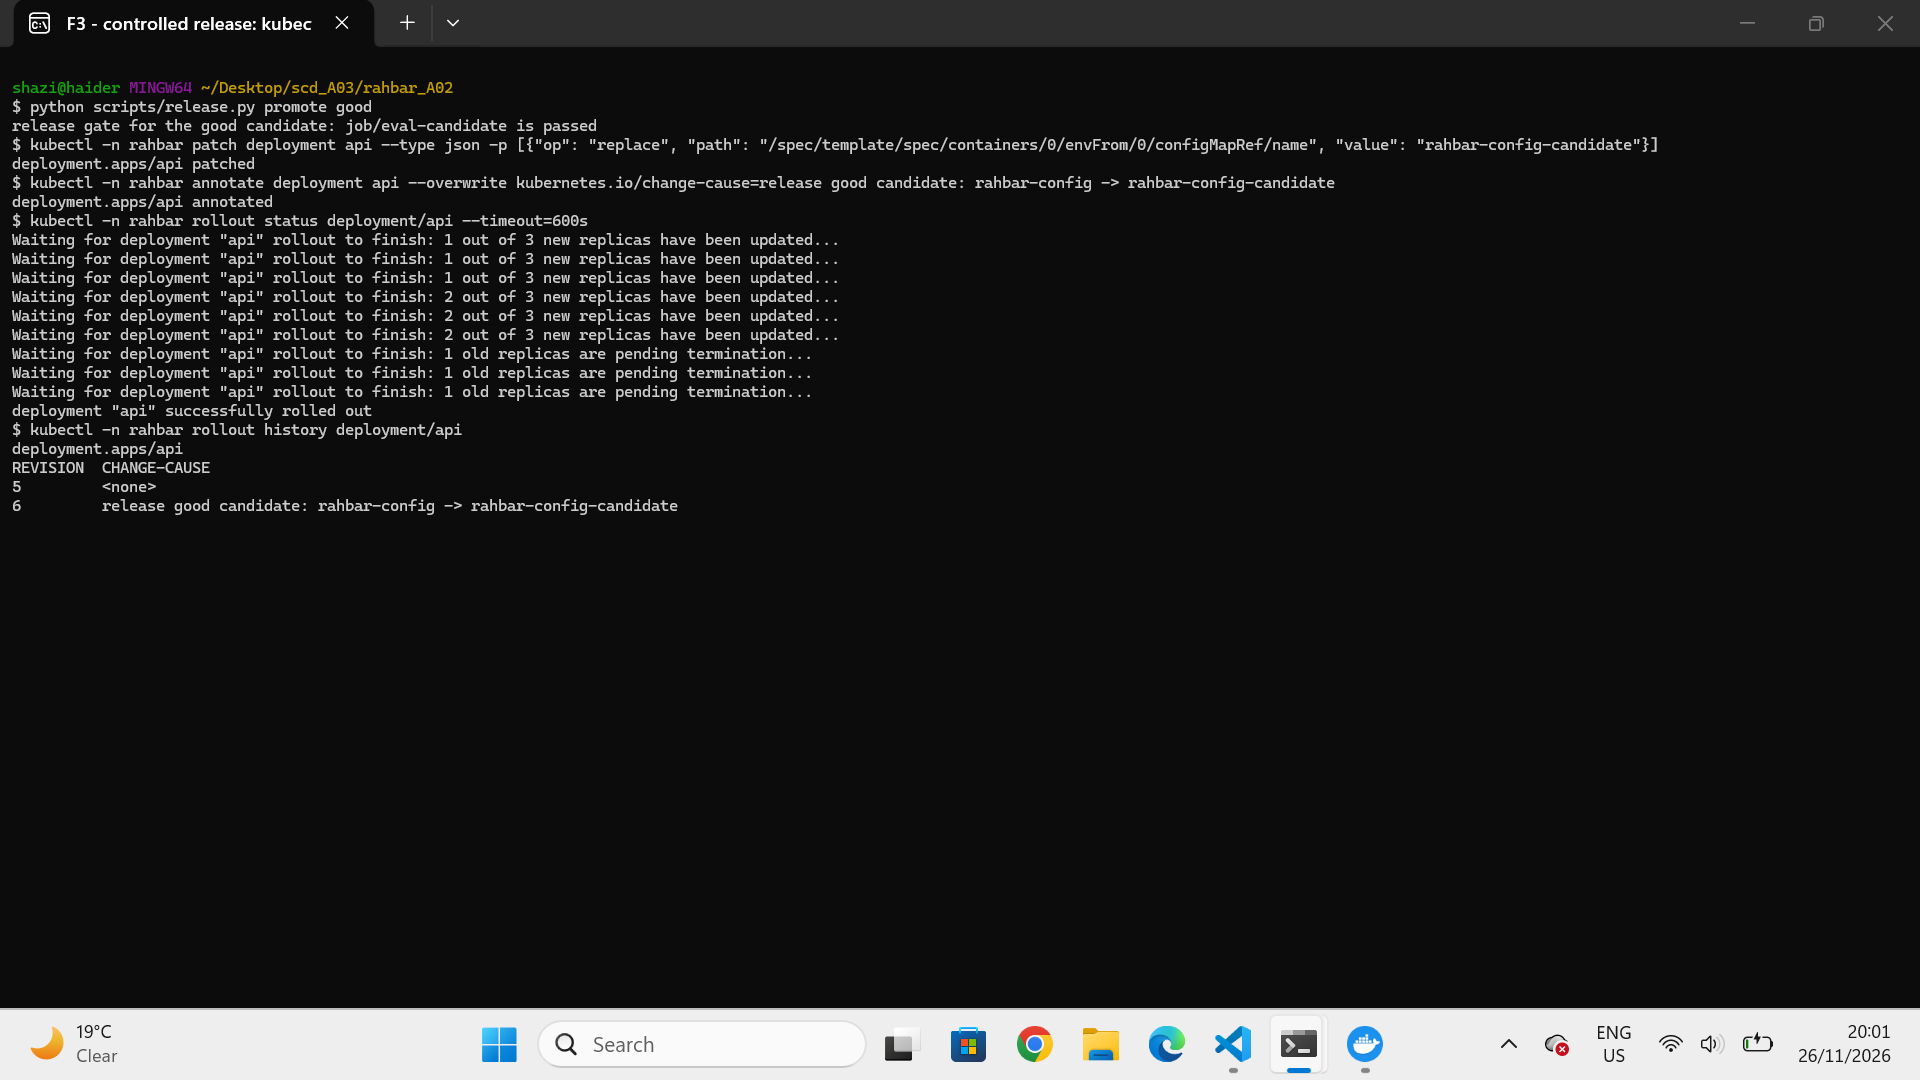 F3 - controlled release: kubec
shazi@haider MINGW64 ~/Desktop/scd_A03/rahbar_A02
$ python scripts/release.py promote good
release gate for the good candidate: job/eval-candidate is passed
$ kubectl -n rahbar patch deployment api --type json -p [{"op": "replace", "path": "/spec/template/spec/containers/0/envFrom/0/configMapRef/name", "value": "rahbar-config-candidate"}]
deployment.apps/api patched
$ kubectl -n rahbar annotate deployment api --overwrite kubernetes.io/change-cause=release good candidate: rahbar-config -> rahbar-config-candidate
deployment.apps/api annotated
$ kubectl -n rahbar rollout status deployment/api --timeout=600s
Waiting for deployment "api" rollout to finish: 1 out of 3 new replicas have been updated...
Waiting for deployment "api" rollout to finish: 1 out of 3 new replicas have been updated...
Waiting for deployment "api" rollout to finish: 1 out of 3 new replicas have been updated...
Waiting for deployment "api" rollout to finish: 2 out of 3 new replicas have been updated...
Waiting for deployment "api" rollout to finish: 2 out of 3 new replicas have been updated...
Waiting for deployment "api" rollout to finish: 2 out of 3 new replicas have been updated...
Waiting for deployment "api" rollout to finish: 1 old replicas are pending termination...
Waiting for deployment "api" rollout to finish: 1 old replicas are pending termination...
Waiting for deployment "api" rollout to finish: 1 old replicas are pending termination...
deployment "api" successfully rolled out
$ kubectl -n rahbar rollout history deployment/api
deployment.apps/api
REVISION  CHANGE-CAUSE
5         <none>
6         release good candidate: rahbar-config -> rahbar-config-candidate
19°C
Clear
Search
ENG
US
20:01
26/11/2026